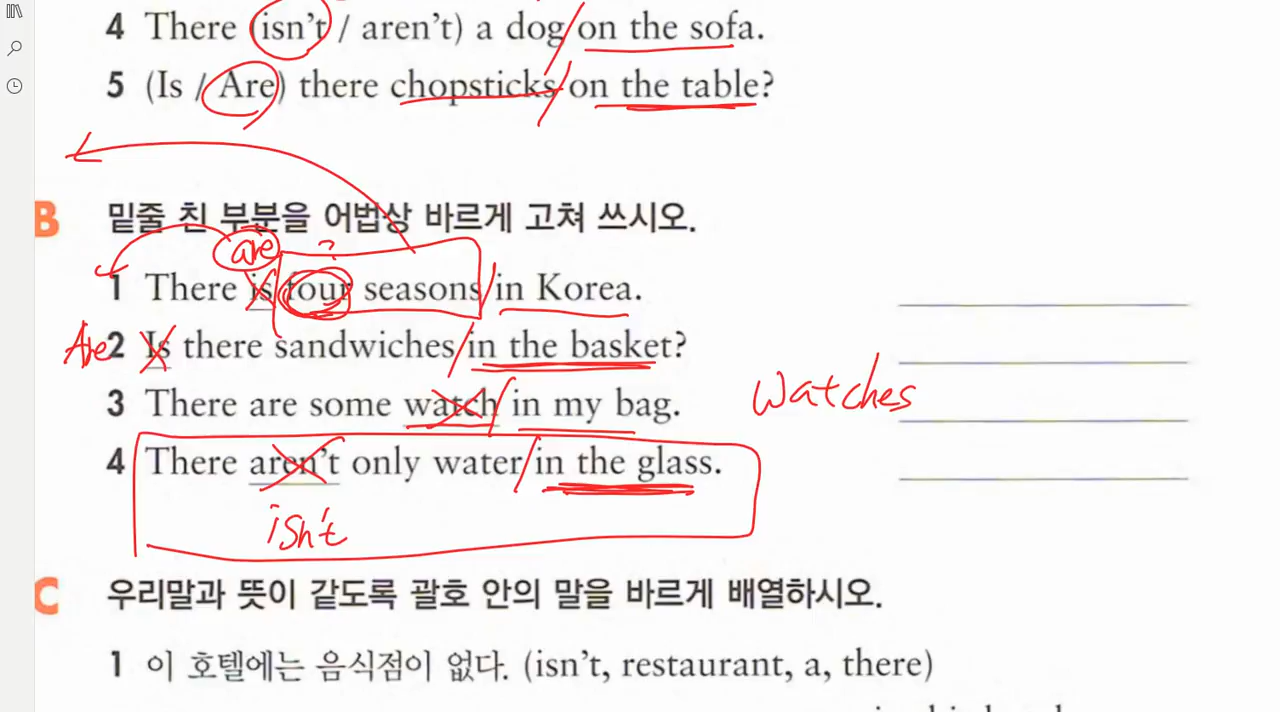 4 There (isn't / aren't) a dog / on the sofa.
5 (Is / Are) there chopsticks / on the table?
B 밑줄 친 부분을 어법상 바르게 고쳐 쓰시오.
are ?
1 There is four seasons / in Korea.
Are 2 Is there sandwiches / in the basket?
3 There are some watch / in my bag. watches
4 There aren't only water / in the glass.
isn't
C 우리말과 뜻이 같도록 괄호 안의 말을 바르게 배열하시오.
1 이 호텔에는 음식점이 없다. (isn't, restaurant, a, there)